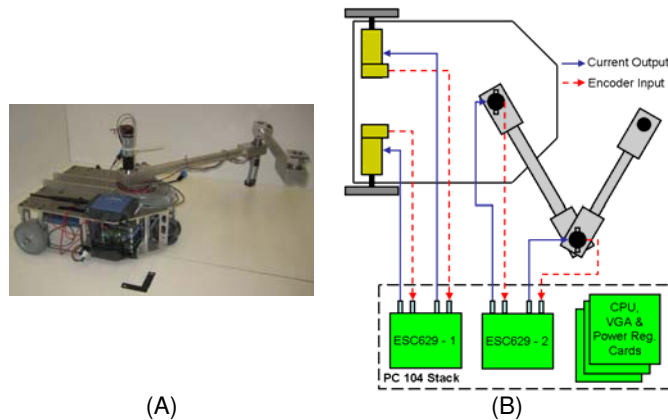 Current Output
Encoder Input
ESC629 - 1
ESC629 - 2
CPU,
VGA &
Power Reg.
Cards
PC 104 Stack
(A)
(B)